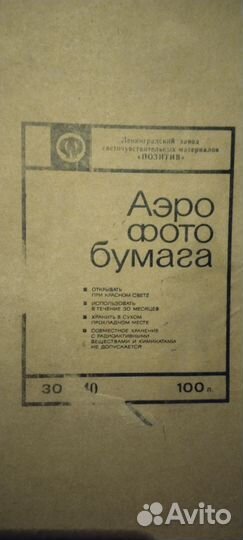 Ленинградский завод
светочувствительных материалов
«ПОЗИТИВ»
Аэро
фото
бумага
ОТКРЫВАТЬ
ПРИ КРАСНОМ СВЕТЕ
ИСПОЛЬЗОВАТЬ
В ТЕЧЕНИЕ 30 МЕСЯЦЕВ
ХРАНИТЬ В СУХОМ
ПРОХЛАДНОМ МЕСТЕ
СОВМЕСТНОЕ ХРАНЕНИЕ
С РАДИОАКТИВНЫМИ
ВЕЩЕСТВАМИ И ХИМИКАТАМИ
НЕ ДОПУСКАЕТСЯ
30 40 100 л.
Avito